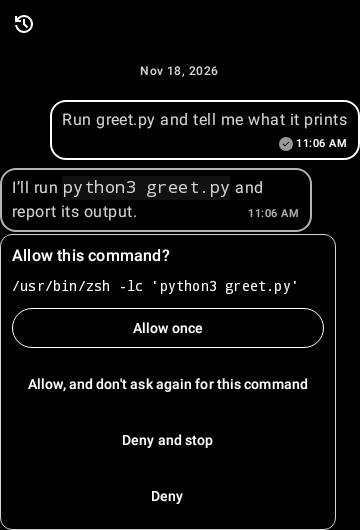 Nov 18, 2026
Run greet.py and tell me what it prints
11:06 AM
I’ll run python3 greet.py and
report its output.
11:06 AM
Allow this command?
/usr/bin/zsh -lc 'python3 greet.py'
Allow once
Allow, and don't ask again for this command
Deny and stop
Deny